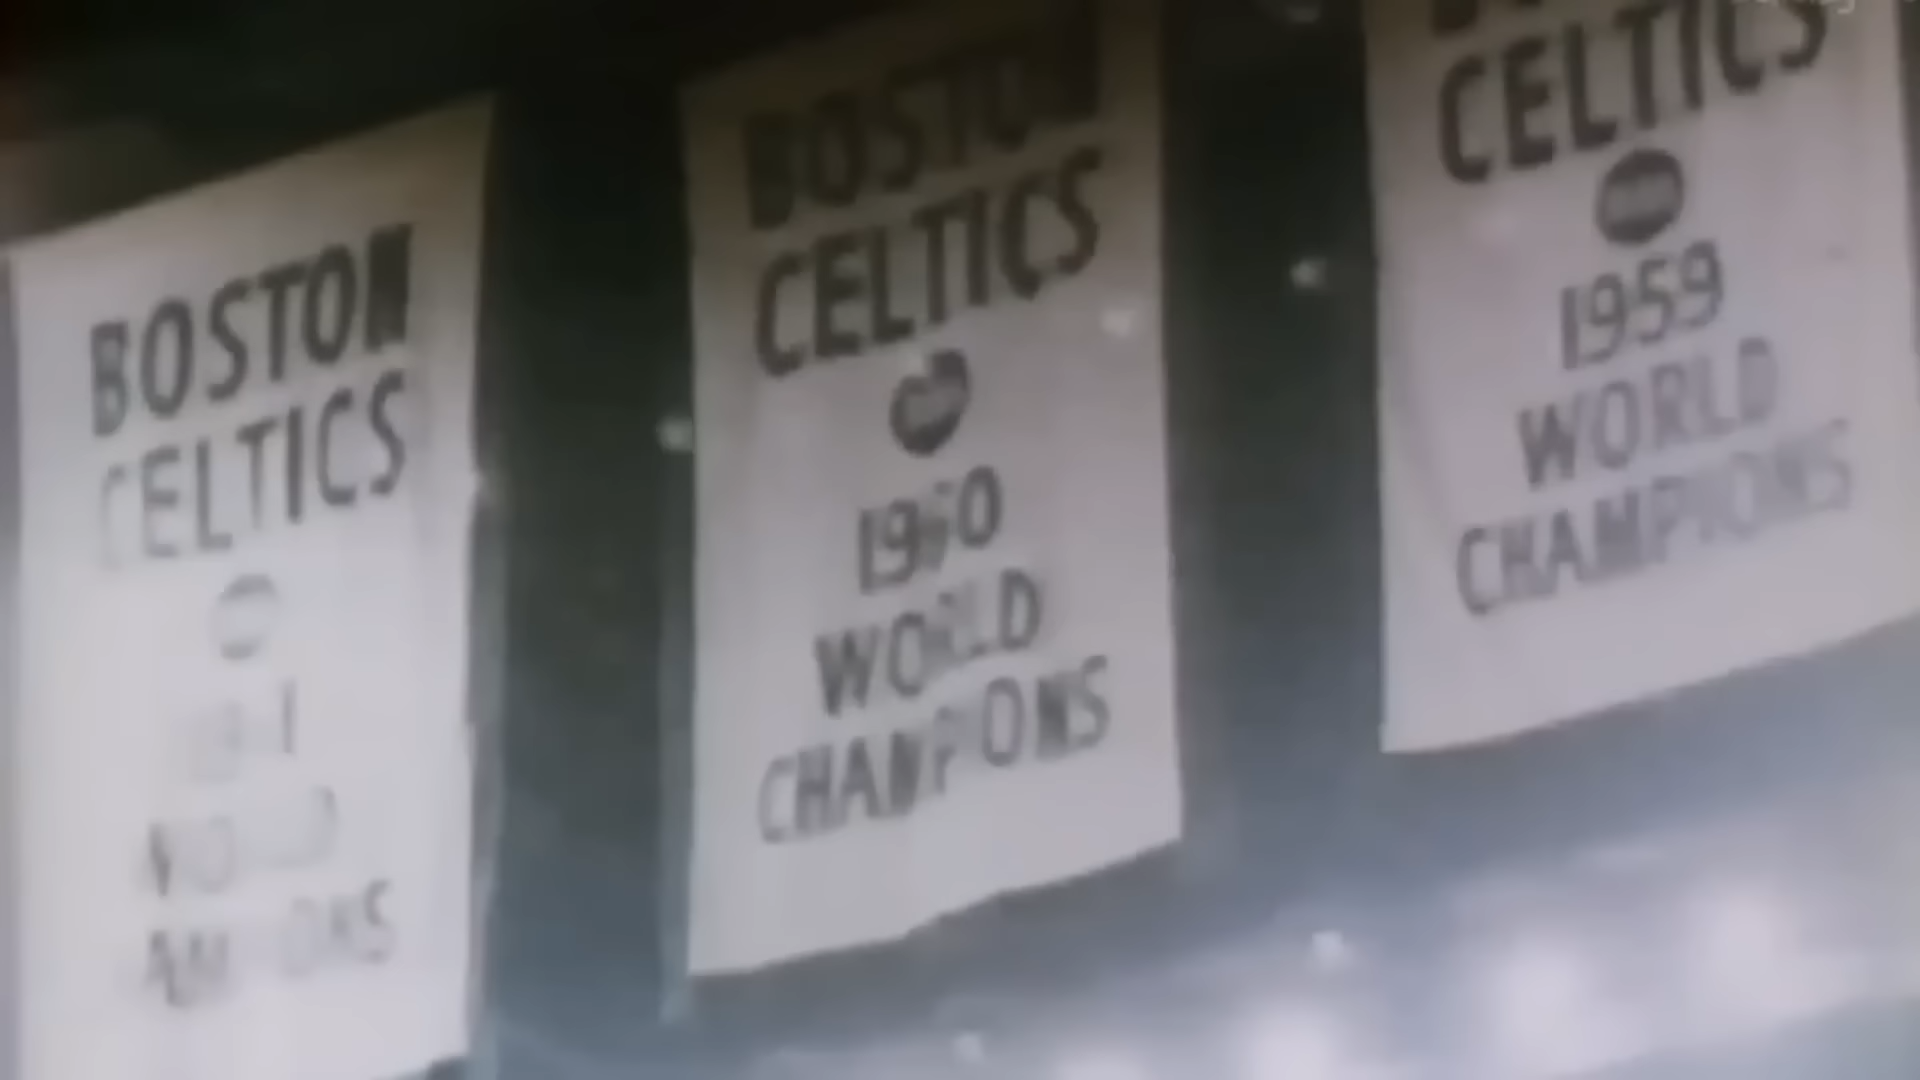 BOSTON
CELTICS
BOSTON
CELTICS
1960
WORLD
CHAMPIONS
CELTICS
1959
WORLD
CHAMPIONS